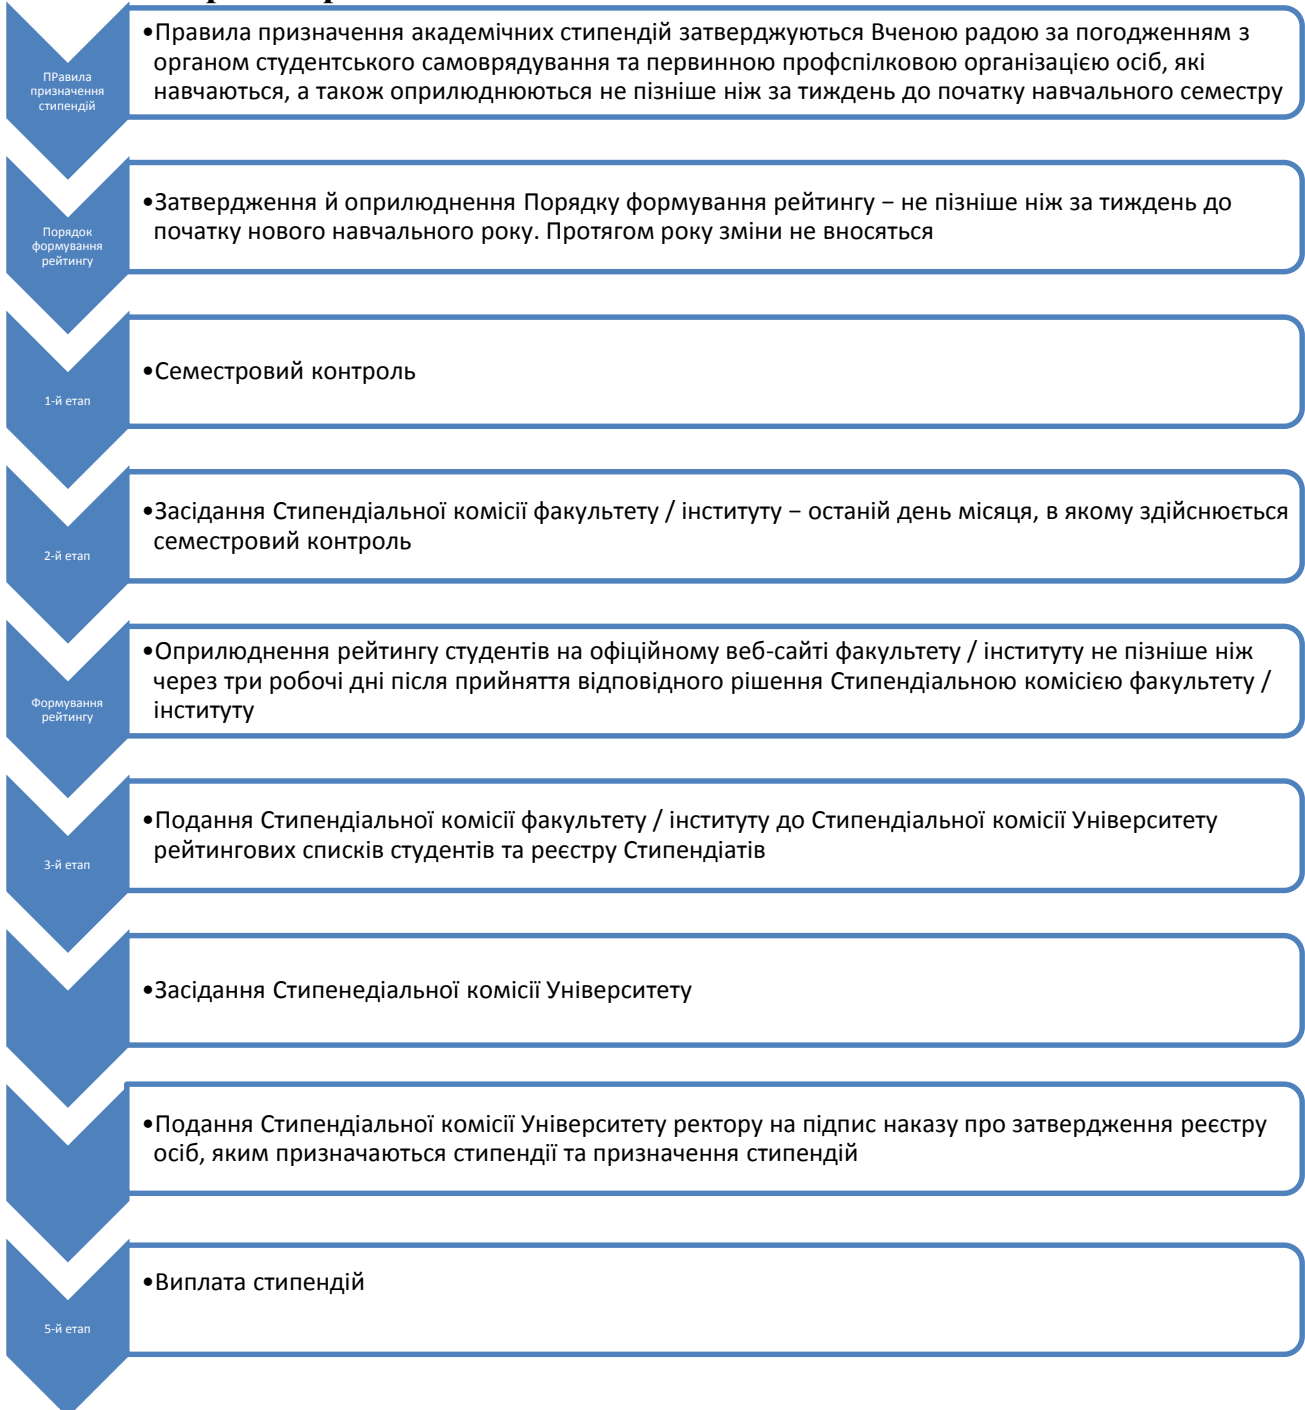 ПРавила
призначення
стипендій
•Правила призначення академічних стипендій затверджуються Вченою радою за погодженням з
органом студентського самоврядування та первинною профспілковою організацією осіб, які
навчаються, а також оприлюднюються не пізніше ніж за тиждень до початку навчального семестру
Порядок
формування
рейтингу
•Затвердження й оприлюднення Порядку формування рейтингу – не пізніше ніж за тиждень до
початку нового навчального року. Протягом року зміни не вносяться
1-й етап
•Семестровий контроль
2-й етап
•Засідання Стипендіальної комісії факультету / інституту – останій день місяця, в якому здійснюється
семестровий контроль
Формування
рейтингу
•Оприлюднення рейтингу студентів на офіційному веб-сайті факультету / інституту не пізніше ніж
через три робочі дні після прийняття відповідного рішення Стипендіальною комісією факультету /
інституту
3-й етап
•Подання Стипендіальної комісії факультету / інституту до Стипендіальної комісії Університету
рейтингових списків студентів та реєстру Стипендіатів
•Засідання Стипенедіальної комісії Університету
•Подання Стипендіальної комісії Університету ректору на підпис наказу про затвердження реєстру
осіб, яким призначаються стипендії та призначення стипендій
5-й етап
•Виплата стипендій